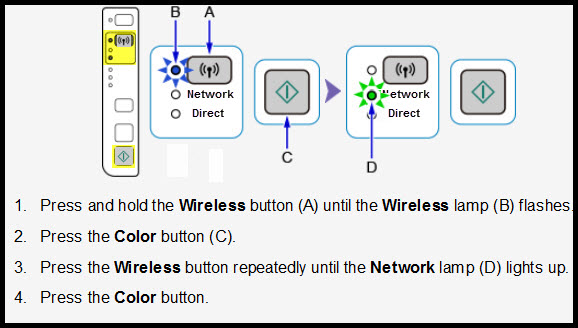 B A
Network
Direct
Network
Direct
C
D
1. Press and hold the Wireless button (A) until the Wireless lamp (B) flashes.
2. Press the Color button (C).
3. Press the Wireless button repeatedly until the Network lamp (D) lights up.
4. Press the Color button.